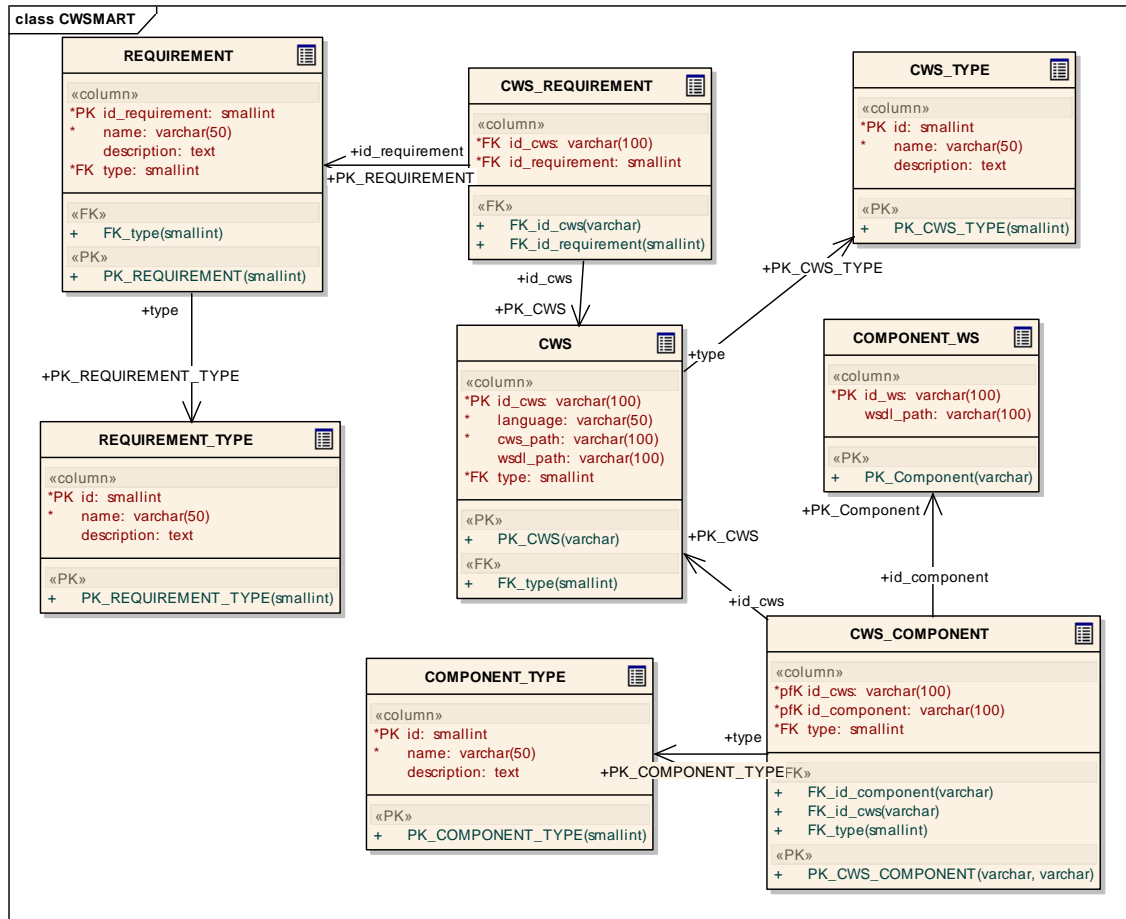 class CWSMART
REQUIREMENT
«column»
*PK id_requirement: smallint
* name: varchar(50)
description: text
*FK type: smallint
«FK»
+ FK_type(smallint)
«PK»
+ PK_REQUIREMENT(smallint)
+id_requirement
+PK_REQUIREMENT
CWS_REQUIREMENT
«column»
*FK id_cws: varchar(100)
*FK id_requirement: smallint
«FK»
+ FK_id_cws(varchar)
+ FK_id_requirement(smallint)
CWS_TYPE
«column»
*PK id: smallint
* name: varchar(50)
description: text
«PK»
+ PK_CWS_TYPE(smallint)
+id_cws
+PK_CWS
+PK_CWS_TYPE
+type
+type
+PK_REQUIREMENT_TYPE
REQUIREMENT_TYPE
«column»
*PK id: smallint
* name: varchar(50)
description: text
«PK»
+ PK_REQUIREMENT_TYPE(smallint)
CWS
«column»
*PK id_cws: varchar(100)
* language: varchar(50)
* cws_path: varchar(100)
wsdl_path: varchar(100)
*FK type: smallint
«PK»
+ PK_CWS(varchar)
«FK»
+ FK_type(smallint)
COMPONENT_WS
«column»
*PK id_ws: varchar(100)
wsdl_path: varchar(100)
«PK»
+ PK_Component(varchar)
+PK_Component
+PK_CWS
+id_component
+id_cws
COMPONENT_TYPE
«column»
*PK id: smallint
* name: varchar(50)
description: text
«PK»
+ PK_COMPONENT_TYPE(smallint)
+type
+PK_COMPONENT_TYPE
CWS_COMPONENT
«column»
*pfK id_cws: varchar(100)
*pfK id_component: varchar(100)
*FK type: smallint
FK»
+ FK_id_component(varchar)
+ FK_id_cws(varchar)
+ FK_type(smallint)
«PK»
+ PK_CWS_COMPONENT(varchar, varchar)